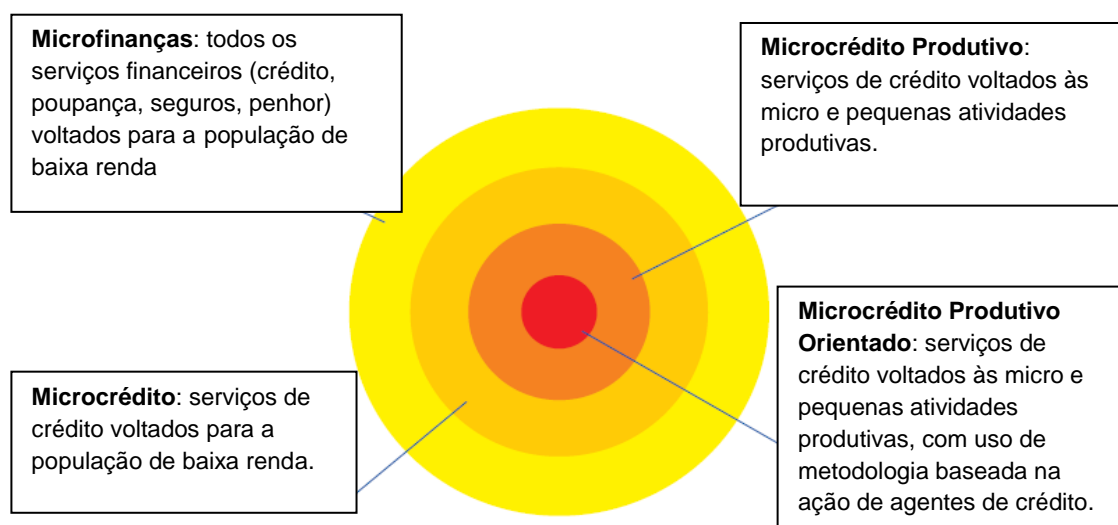 Microfinanças: todos os
serviços financeiros (crédito,
poupança, seguros, penhor)
voltados para a população de
baixa renda
Microcrédito Produtivo:
serviços de crédito voltados às
micro e pequenas atividades
produtivas.
Microcrédito: serviços de
crédito voltados para a
população de baixa renda.
Microcrédito Produtivo
Orientado: serviços de
crédito voltados às micro e
pequenas atividades
produtivas, com uso de
metodologia baseada na
ação de agentes de crédito.